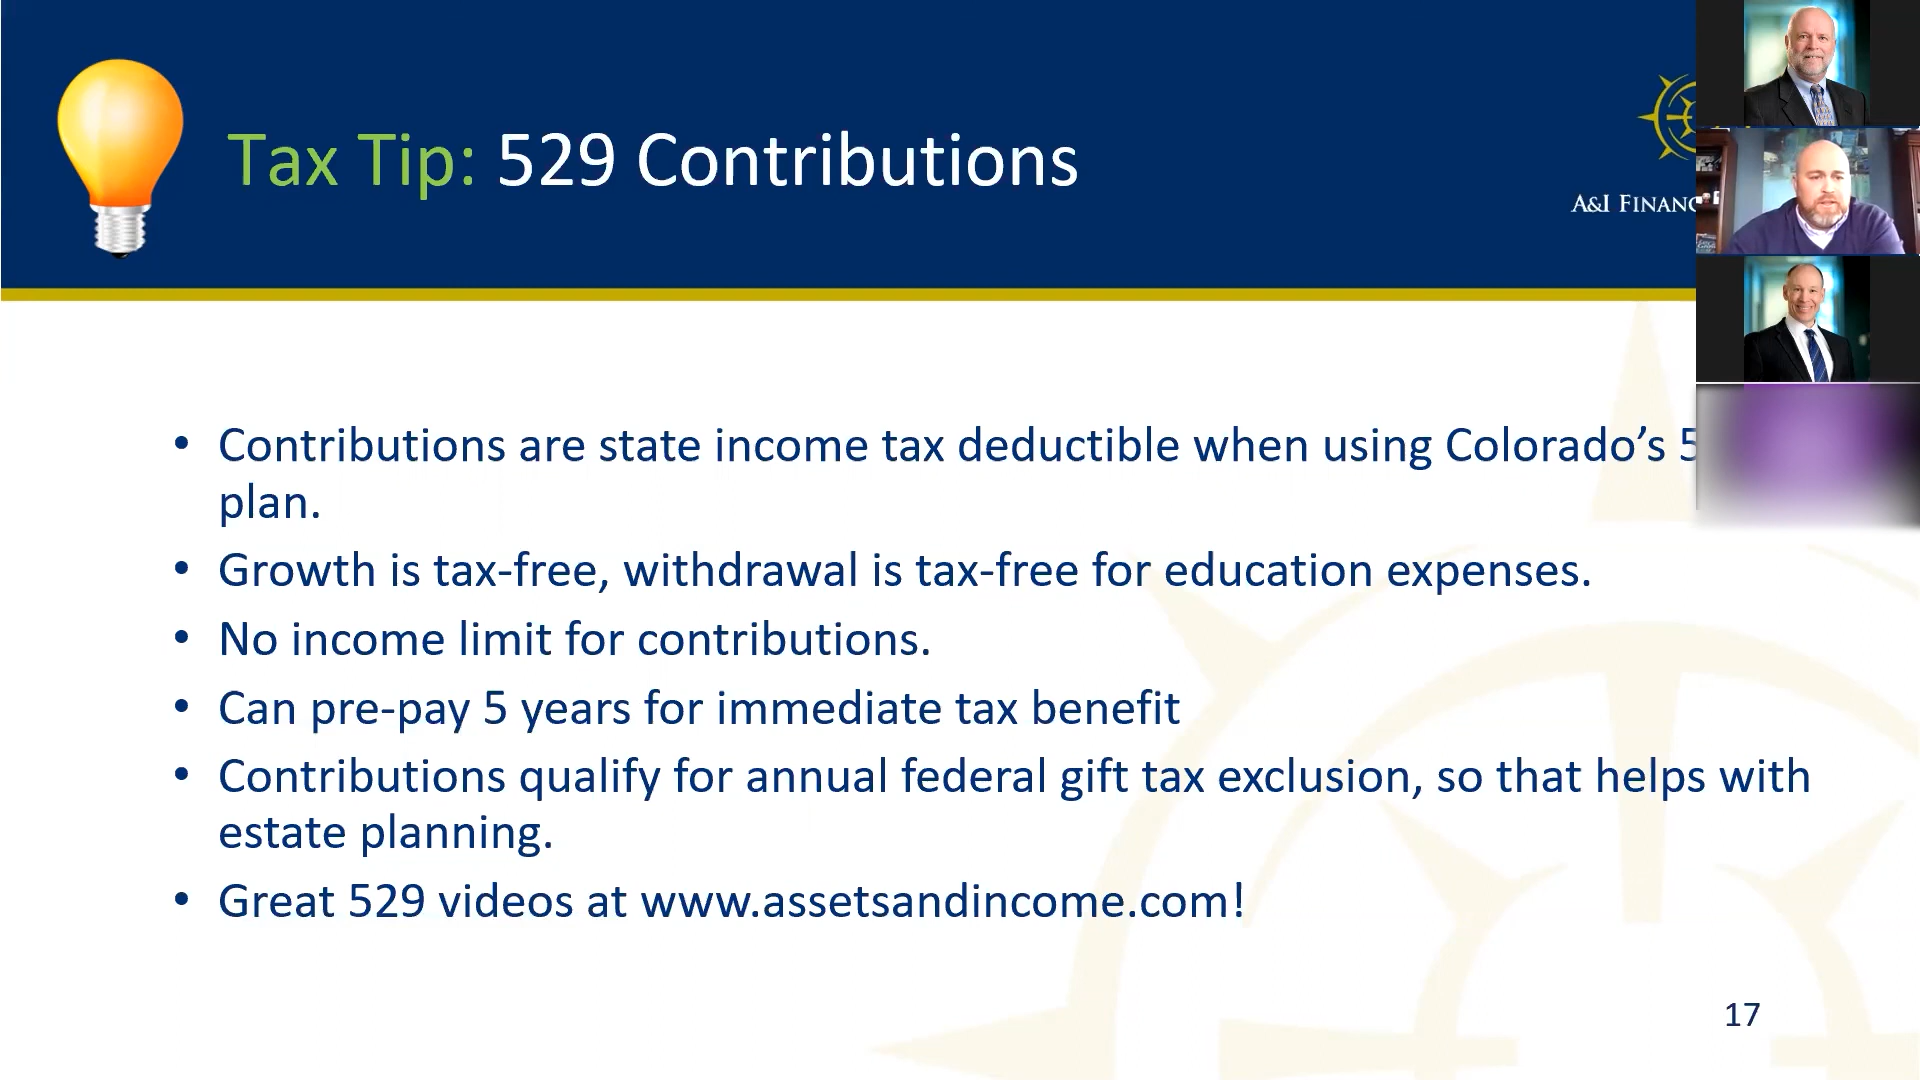 Tax Tip: 529 Contributions
A&I FINANC
• Contributions are state income tax deductible when using Colorado’s 5
plan.
• Growth is tax-free, withdrawal is tax-free for education expenses.
• No income limit for contributions.
• Can pre-pay 5 years for immediate tax benefit
• Contributions qualify for annual federal gift tax exclusion, so that helps with
estate planning.
• Great 529 videos at www.assetsandincome.com!
17